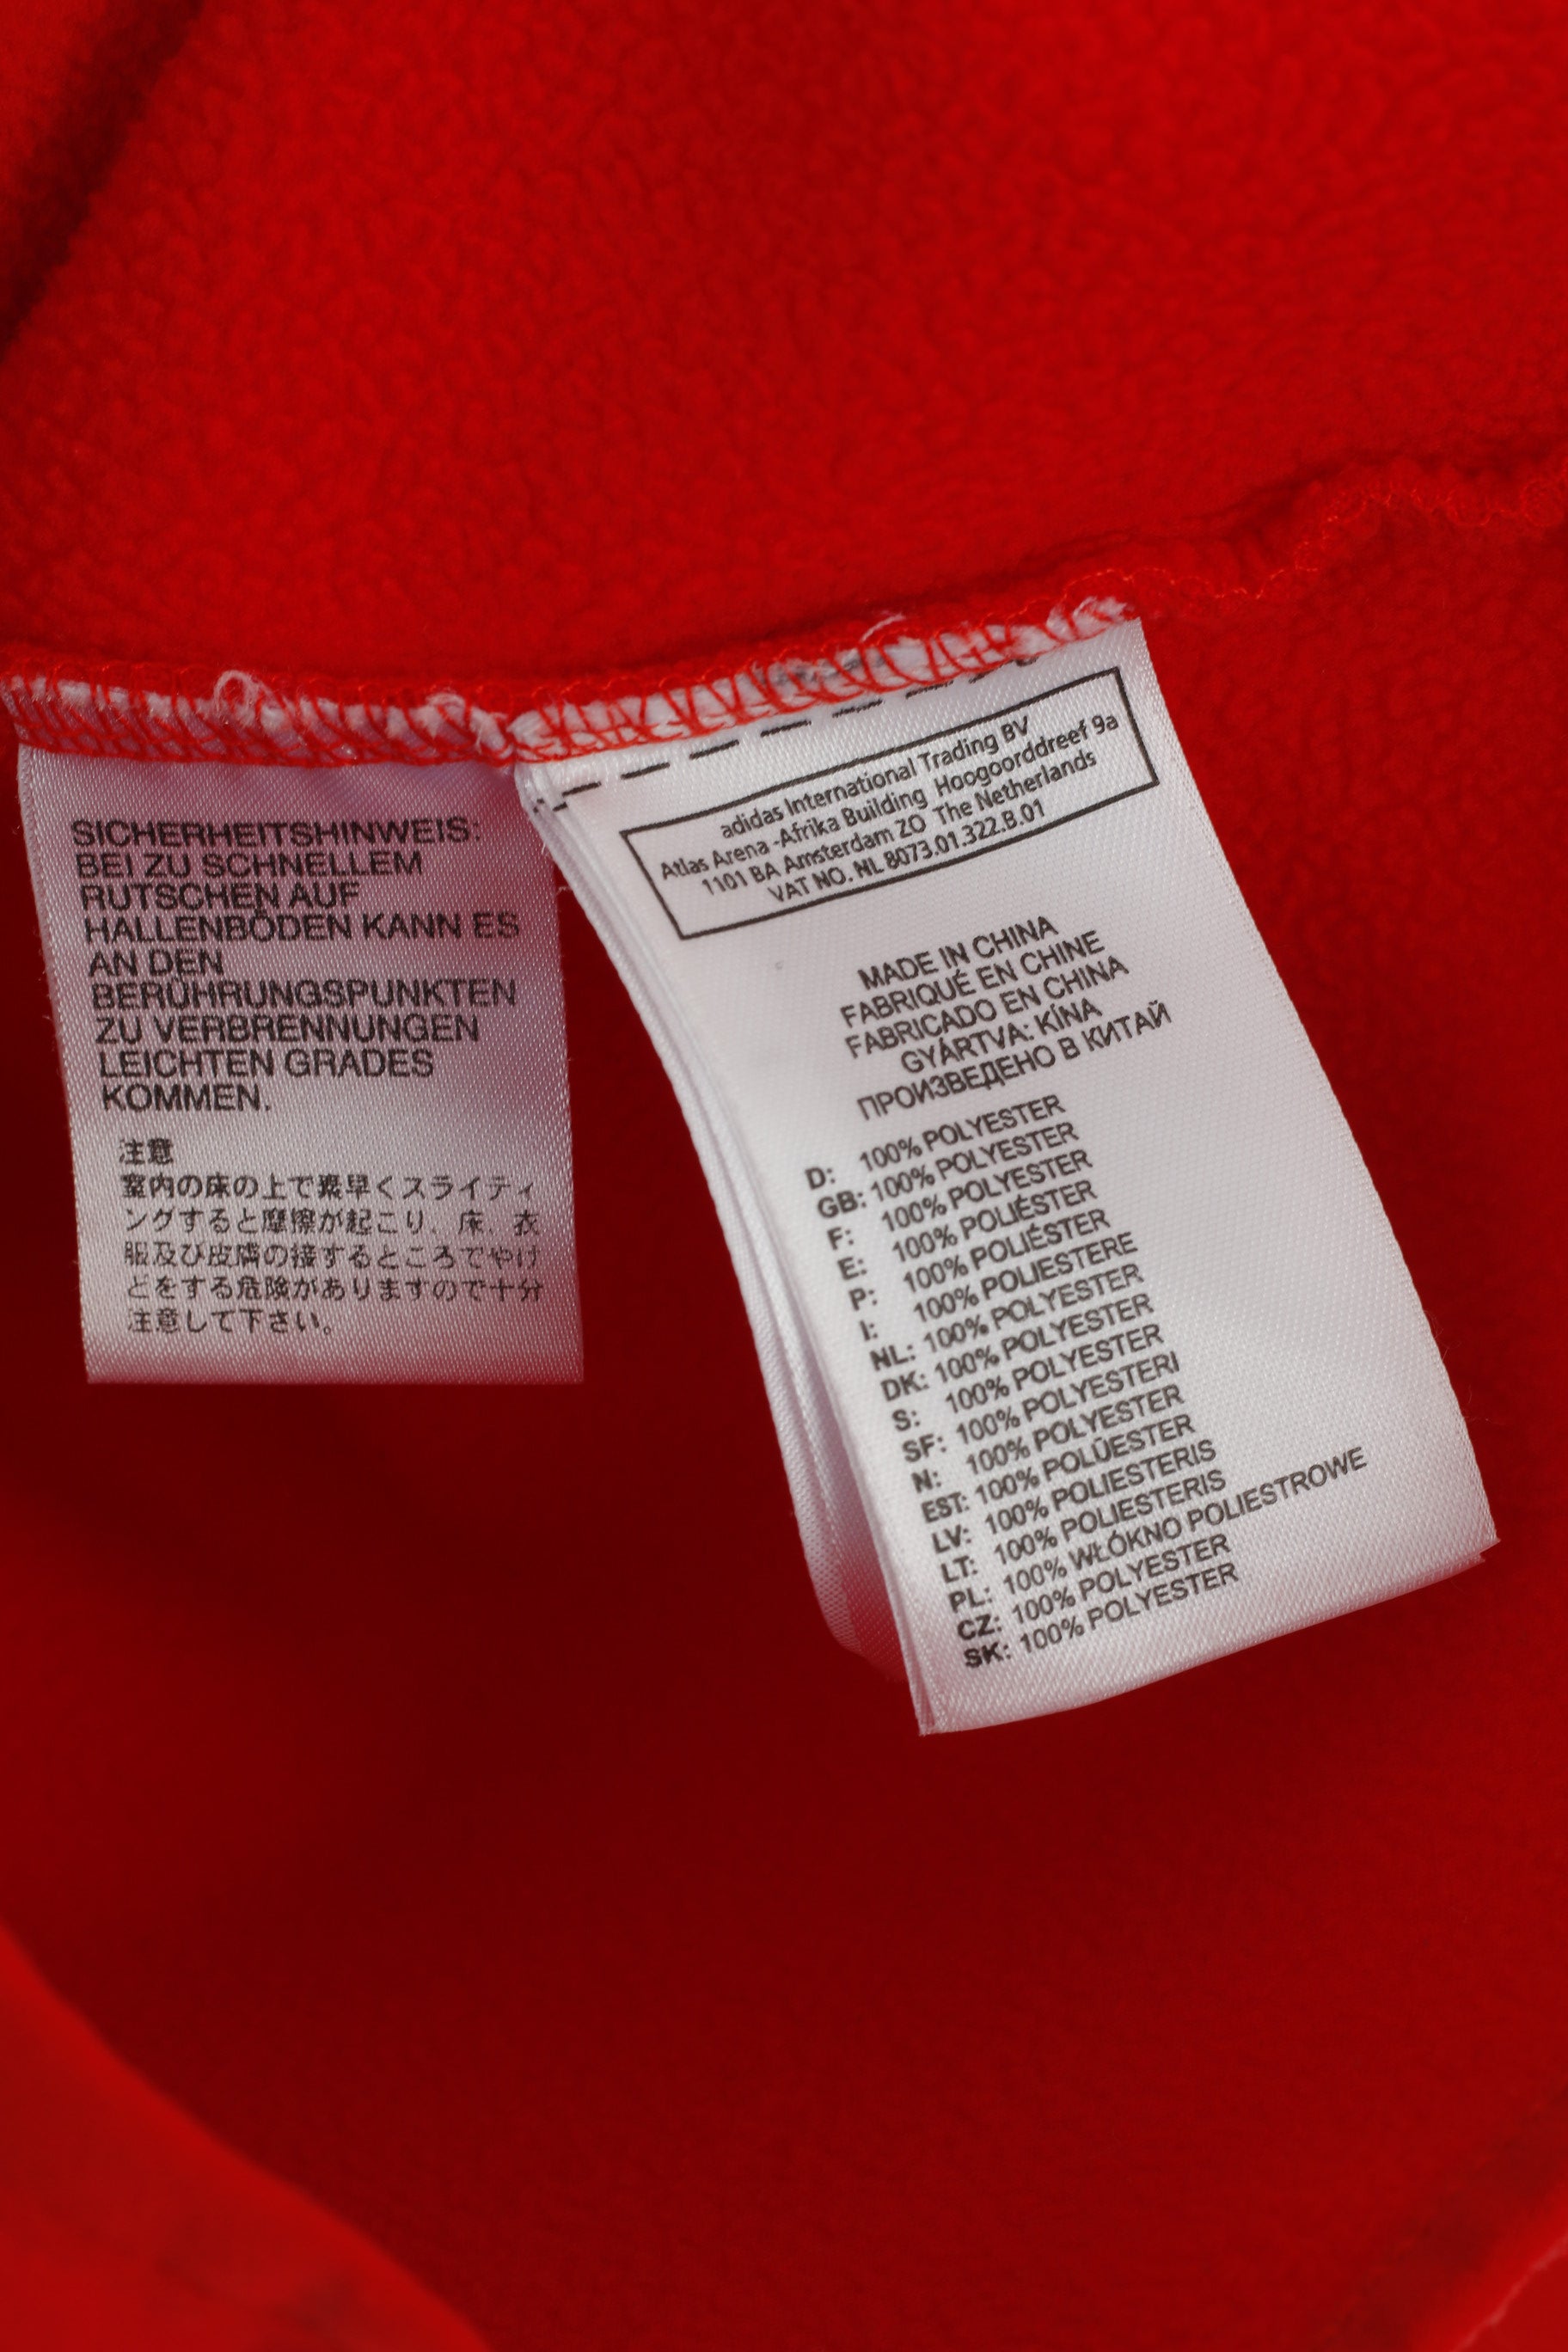 SICHERHEITSHINWEIS:
BEI ZU SCHNELLEM
RUTSCHEN AUF
HALLENBÖDEN KANN ES
AN DEN
BERÜHRUNGSPUNKTEN
ZU VERBRENNUNGEN
LEICHTEN GRADES
KOMMEN.
注意
室内の床の上で素早くスライディ
ングすると摩擦が起こり、床、衣
服及び皮膚の接するところでやけ
どをする危険がありますので十分
注意して下さい。
adidas International Trading BV
Atlas Arena -Afrika Building Hoogoorddreef 9a
1101 BA Amsterdam ZO The Netherlands
VAT NO. NL 8073.01.322.B.01
MADE IN CHINA
FABRIQUÉ EN CHINE
FABRICADO EN CHINA
GYÁRTVA: KÍNA
ПРОИЗВЕДЕНО В КИТАЙ
D: 100% POLYESTER
GB: 100% POLYESTER
F: 100% POLYESTER
E: 100% POLIÉSTER
P: 100% POLIÉSTER
I: 100% POLIESTERE
NL: 100% POLYESTER
DK: 100% POLYESTER
S: 100% POLYESTER
SF: 100% POLYESTERI
N: 100% POLYESTER
EST: 100% POLÜESTER
LV: 100% POLIESTERIS
LT: 100% POLIESTERIS
PL: 100% WŁÓKNO POLIESTROWE
CZ: 100% POLYESTER
SK: 100% POLYESTER